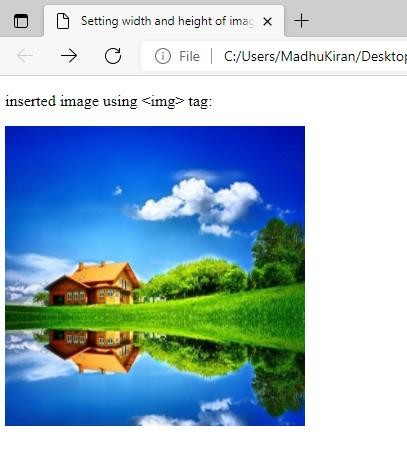 Setting width and height of imag
File
C:/Users/MadhuKiran/Desktop
inserted image using <img> tag: